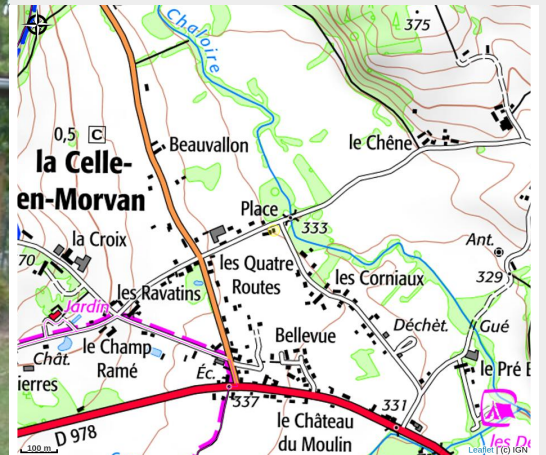 Chaloire
375
0,5 C
la Celle-
en-Morvan
Beauvallon
le Chêne
Place
333
la Croix
Ant.
70
329
les Quatre
Routes
les Corniaux
les Ravatins
Jardin
Déchèt.
Gué
Bellevue
le Champ
Ramé
Chât.
Éc.
ierres
le Pré B
337
331
le Château
du Moulin
D 978
les De
100 m
Leaflet | (c) IGN